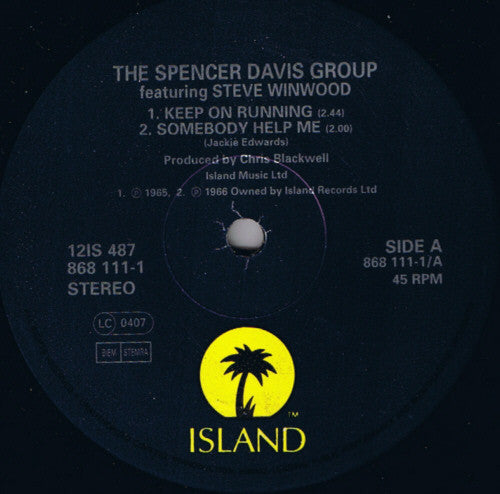 THE SPENCER DAVIS GROUP
featuring STEVE WINWOOD
1. KEEP ON RUNNING (2.44)
2. SOMEBODY HELP ME (2.00)
(Jackie Edwards)
Produced by Chris Blackwell
Island Music Ltd
1. ℗ 1965, 2. ℗ 1966 Owned by Island Records Ltd
12IS 487
868 111-1
STEREO
SIDE A
868 111-1/A
45 RPM
LC 0407
BIEM STEMRA
TM
ISLAND